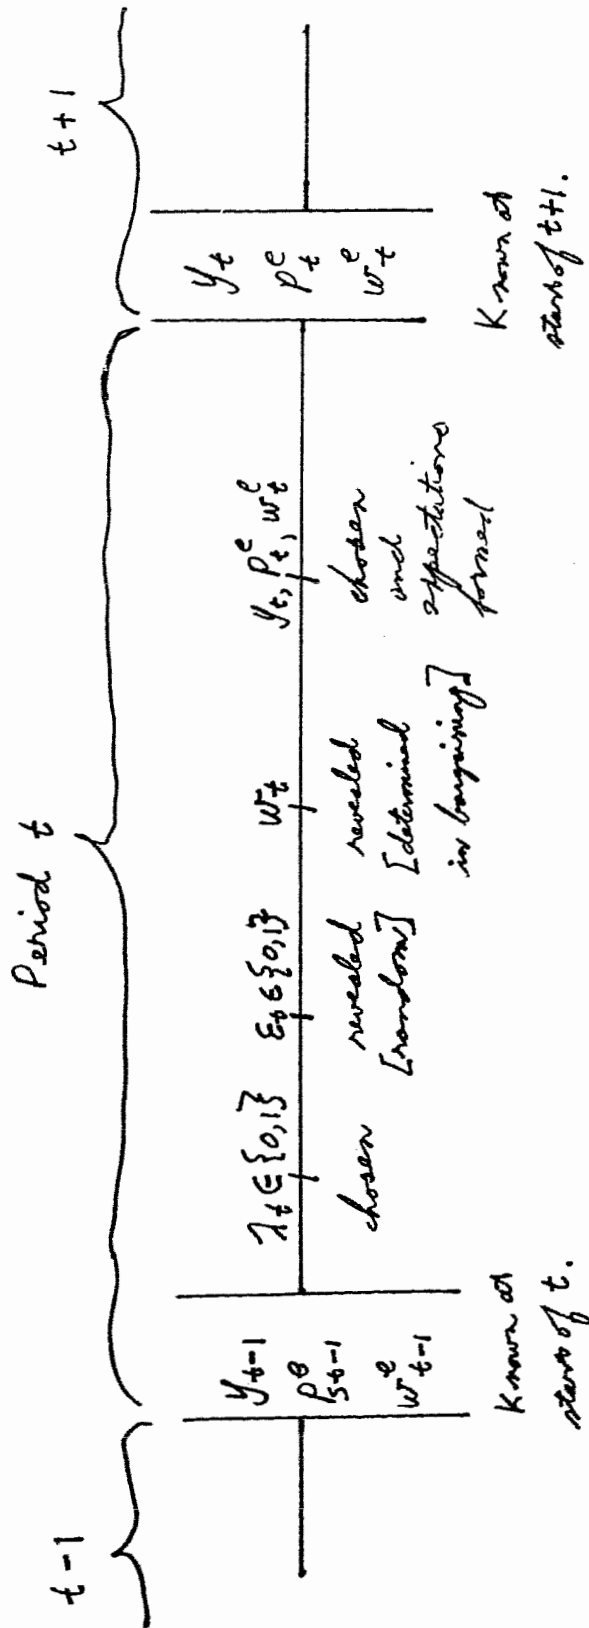 t-1
Period t
t+1
y_{t-1}
p^e_{st-1}
w^e_{t-1}
λ_t ∈ {0,1}
ε_t ∈ {0,1}
w_t
y_t, p^e_t, w^e_t
y_t
p^e_t
w^e_t
Known at
start of t.
chosen
revealed
[random]
revealed
[determined
in bargaining]
chosen
and
expectations
formed
Known at
start of t+1.